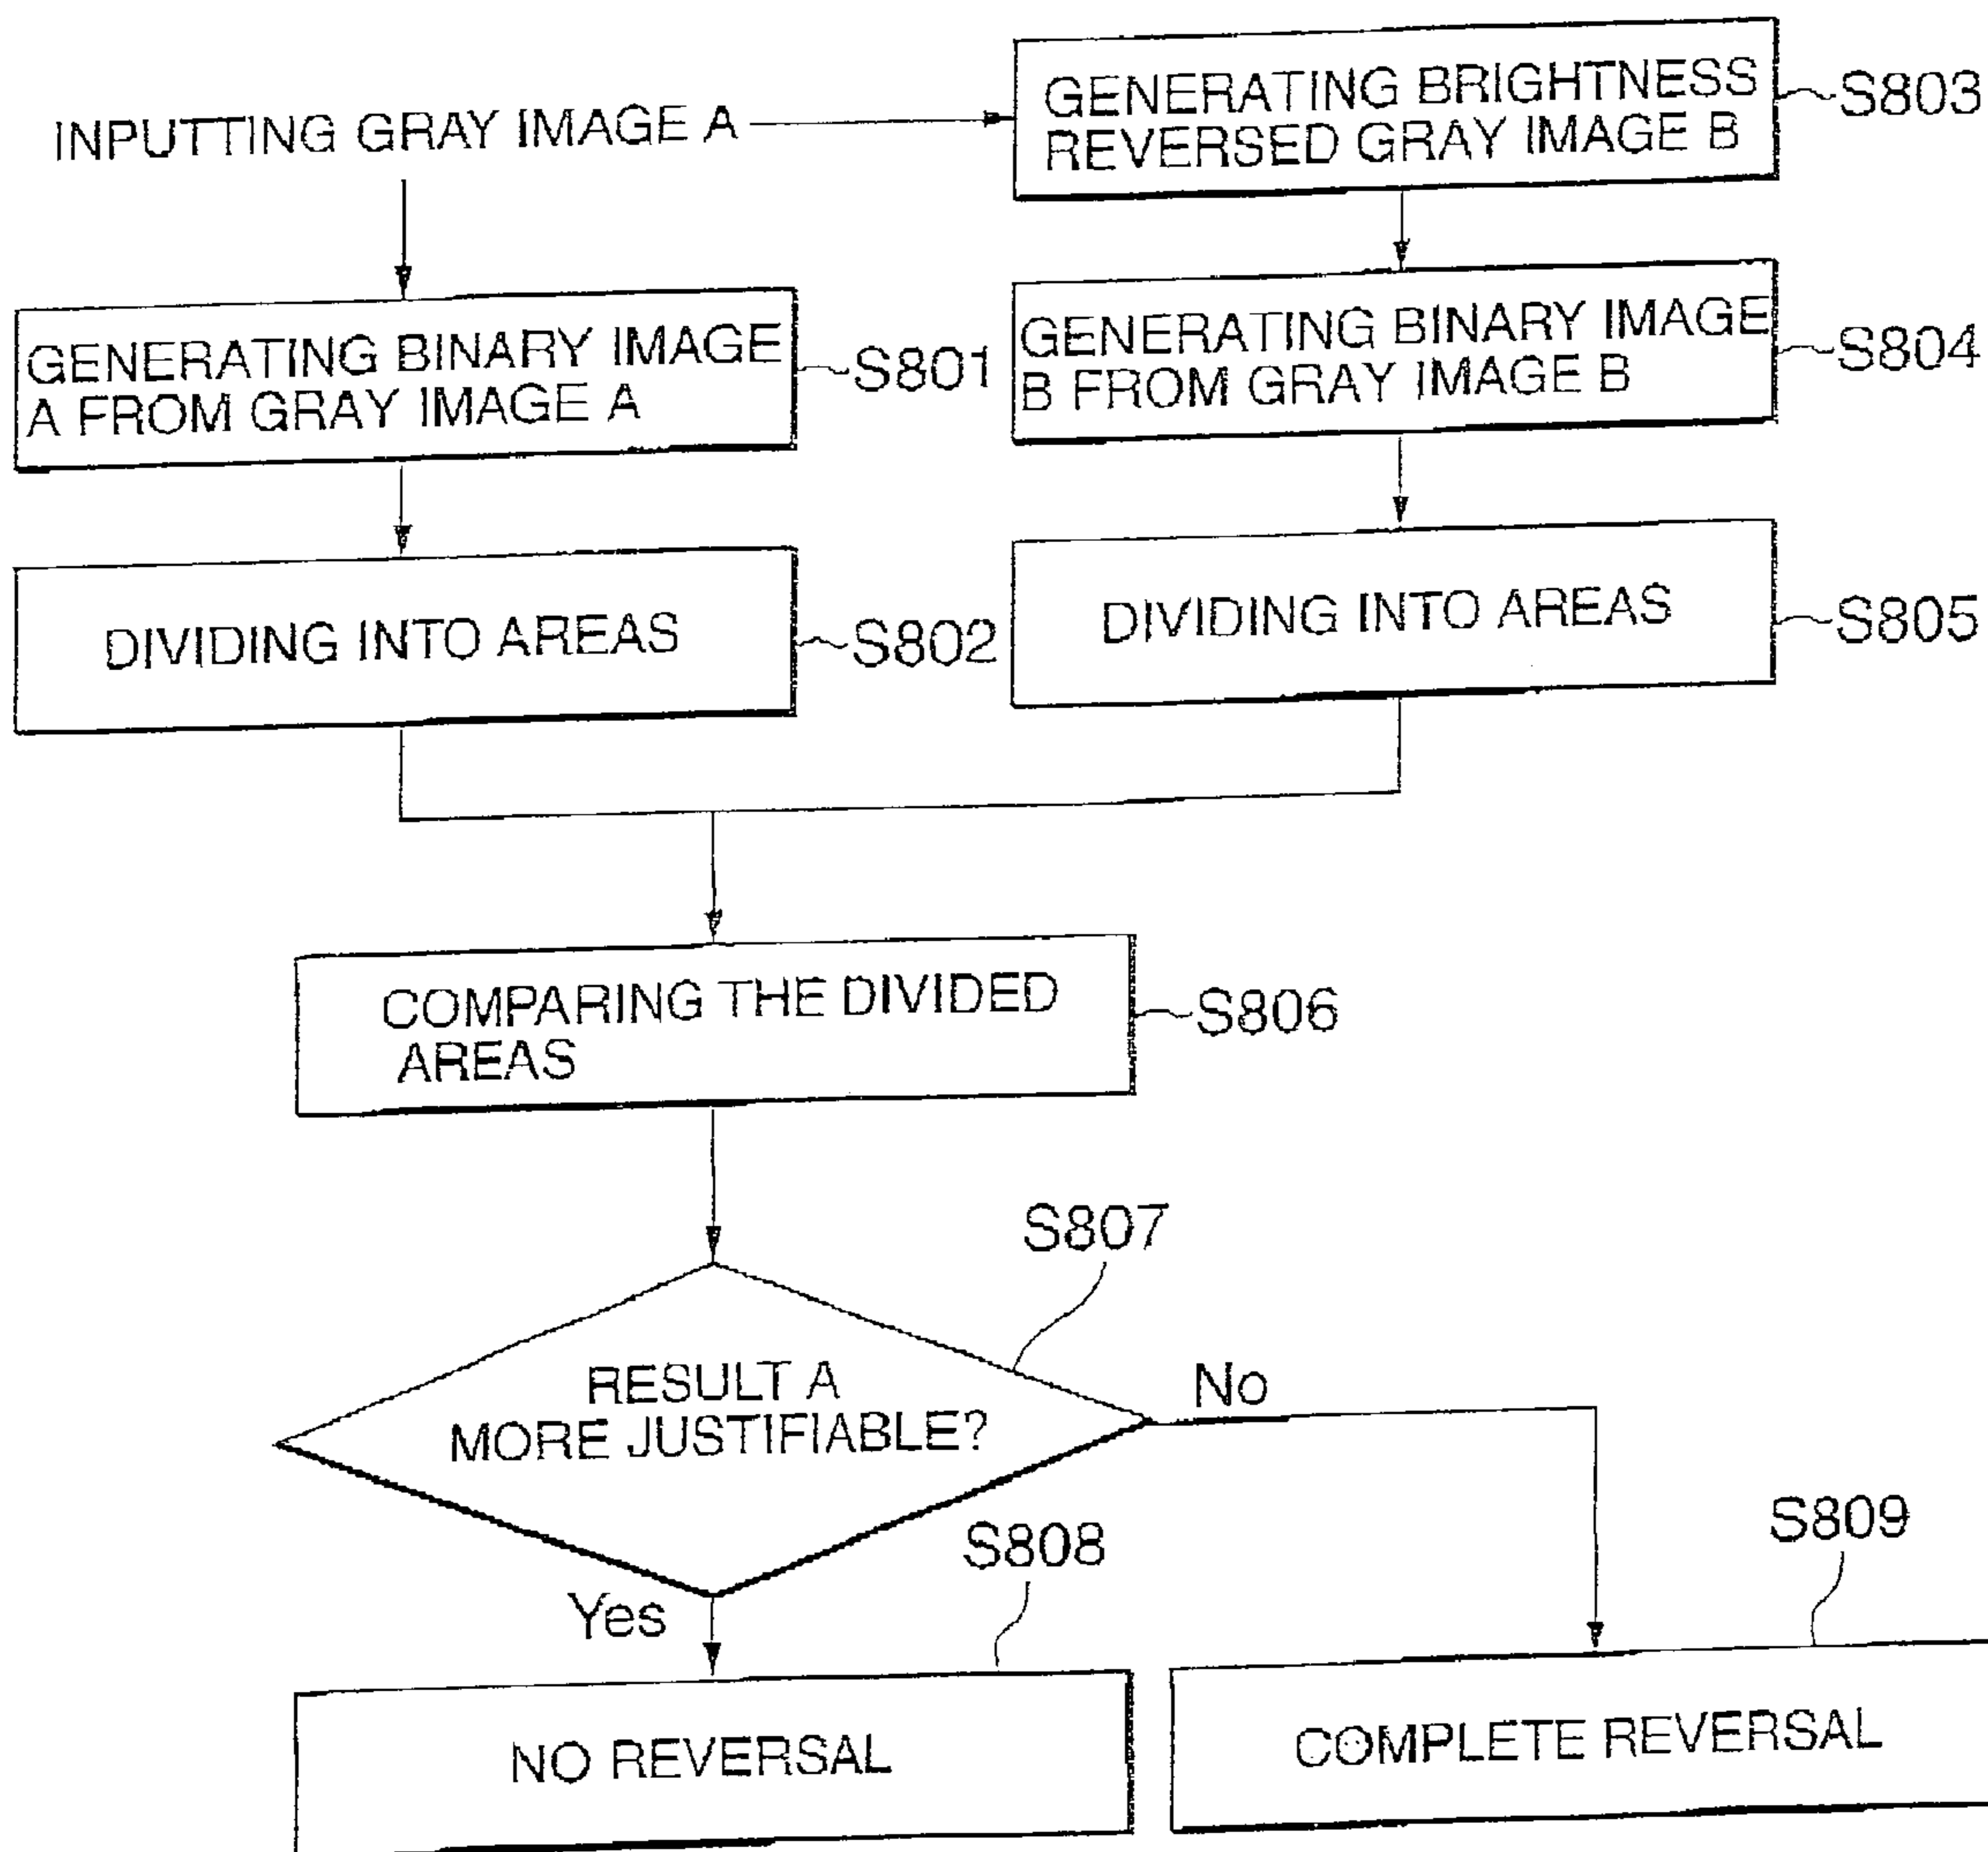 INPUTTING GRAY IMAGE A
GENERATING BRIGHTNESS
REVERSED GRAY IMAGE B
S803
GENERATING BINARY IMAGE
A FROM GRAY IMAGE A
S801
GENERATING BINARY IMAGE
B FROM GRAY IMAGE B
S804
DIVIDING INTO AREAS
S802
DIVIDING INTO AREAS
S805
COMPARING THE DIVIDED
AREAS
S806
S807
RESULT A
MORE JUSTIFIABLE?
No
Yes
S808
S809
NO REVERSAL
COMPLETE REVERSAL